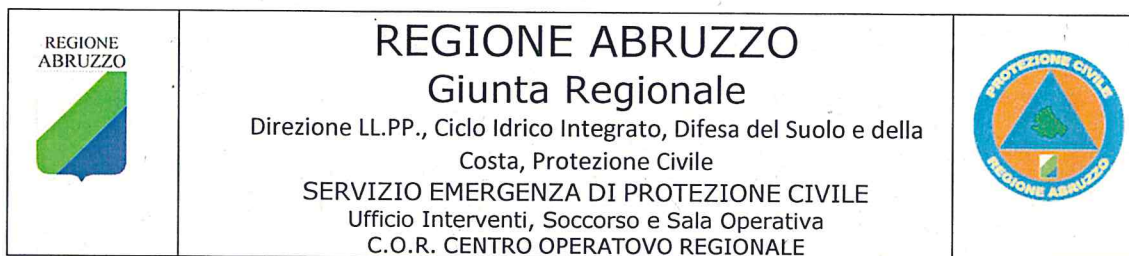 REGIONE
ABRUZZO
REGIONE ABRUZZO
Giunta Regionale
Direzione LL.PP., Ciclo Idrico Integrato, Difesa del Suolo e della
Costa, Protezione Civile
SERVIZIO EMERGENZA DI PROTEZIONE CIVILE
Ufficio Interventi, Soccorso e Sala Operativa
C.O.R. CENTRO OPERATOVO REGIONALE
PROTEZIONE CIVILE
REGIONE ABRUZZO